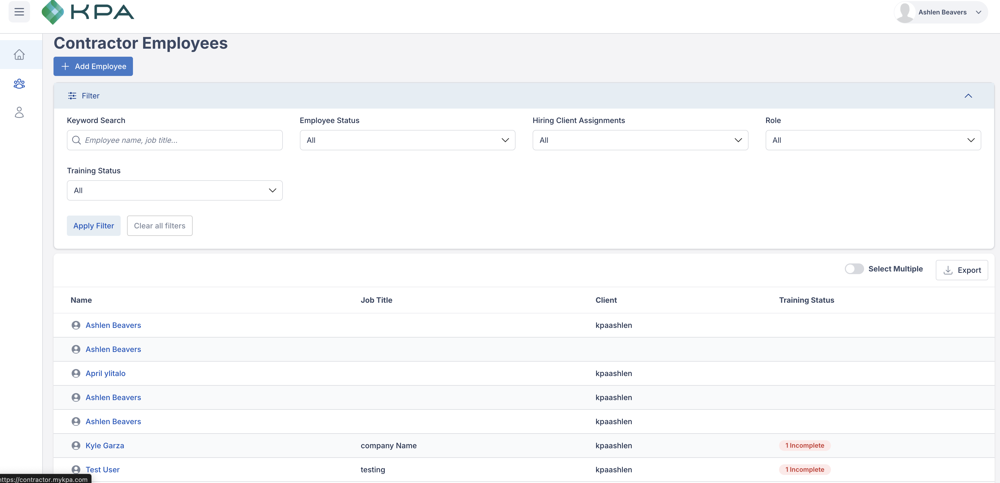 KPA
Ashlen Beavers
Contractor Employees
Add Employee
Filter
Keyword Search Employee Status Hiring Client Assignments Role
Employee name, job title... All All All
Training Status
All
Apply Filter Clear all filters
Select Multiple Export
Name Job Title Client Training Status
Ashlen Beavers kpaashlen
Ashlen Beavers
April ylitalo kpaashlen
Ashlen Beavers kpaashlen
Ashlen Beavers kpaashlen
Kyle Garza company Name kpaashlen 1 Incomplete
Test User testing kpaashlen 1 Incomplete
https://contractor.mykpa.com